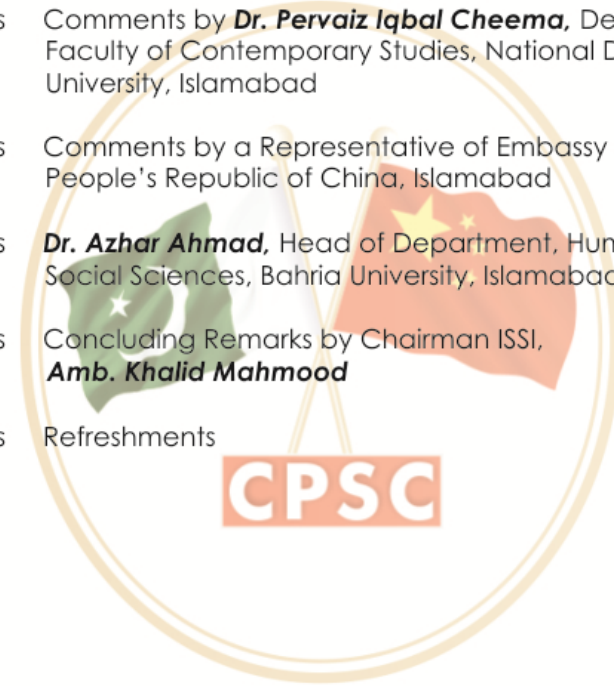 s Comments by Dr. Pervaiz Iqbal Cheema, De
Faculty of Contemporary Studies, National D
University, Islamabad
s Comments by a Representative of Embassy
People's Republic of China, Islamabad
s Dr. Azhar Ahmad, Head of Department, Hum
Social Sciences, Bahria University, Islamabad
s Concluding Remarks by Chairman ISSI,
Amb. Khalid Mahmood
s Refreshments
CPSC